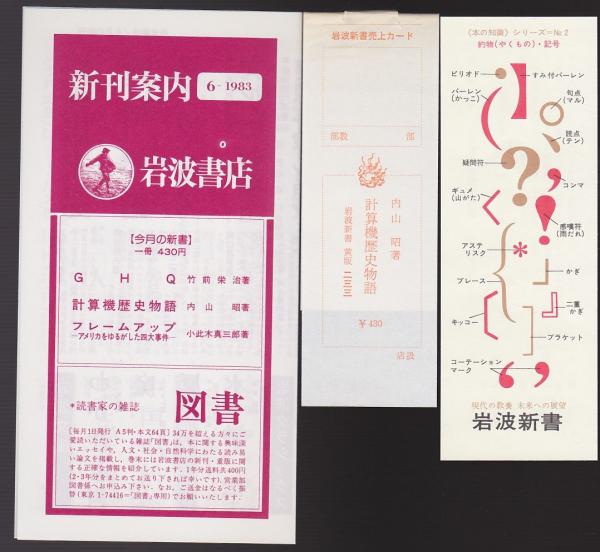 新刊案内 6-1983
岩波書店
【今月の新書】
一冊 430円
G H Q 竹前栄治著
計算機歴史物語 内山 昭著
フレームアップ 小此木真三郎著
―アメリカをゆるがした四大事件―
*読書家の雑誌 図書
〔毎月1日発行 A5判・本文64頁〕34万を超える方々にご
愛読いただいている雑誌「図書」は、本に関する興味深
いエッセイや、人文・社会・自然科学にわたる読み易
い論文を掲載し、巻末には岩波書店の新刊・重版に関
する正確な情報を紹介しています。1年分送料共400円
(2・3年分をまとめてお送り下されば幸いです)、営業部
図書係へお申込み下さい。なお、ご送金はなるべく振
替(東京 1-74416=「図書」専用)でお願いいたします。
岩波新書売上カード
部数 部
内山 昭著
計算機歴史物語
岩波新書 黄版 二三三
¥430
店扱
《本の知識》シリーズ=No.2
約物(やくもの)・記号
ピリオド
すみ付パーレン
パーレン
(かっこ)
句点
(マル)
読点
(テン)
疑問符
コンマ
ギュメ
(山がた)
感嘆符
(雨だれ)
アステ
リスク
かぎ
ブレース
二重
かぎ
キッコー
ブラケット
コーテーション
マーク
現代の教養 未来への展望
岩波新書